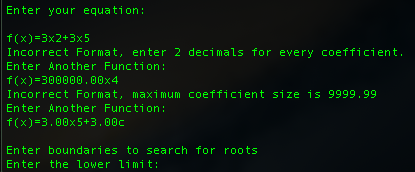 Enter your equation:
f(x)=3x2+3x5
Incorrect Format, enter 2 decimals for every coefficient.
Enter Another Function:
f(x)=300000.00x4
Incorrect Format, maximum coefficient size is 9999.99
Enter Another Function:
f(x)=3.00x5+3.00c
Enter boundaries to search for roots
Enter the lower limit: